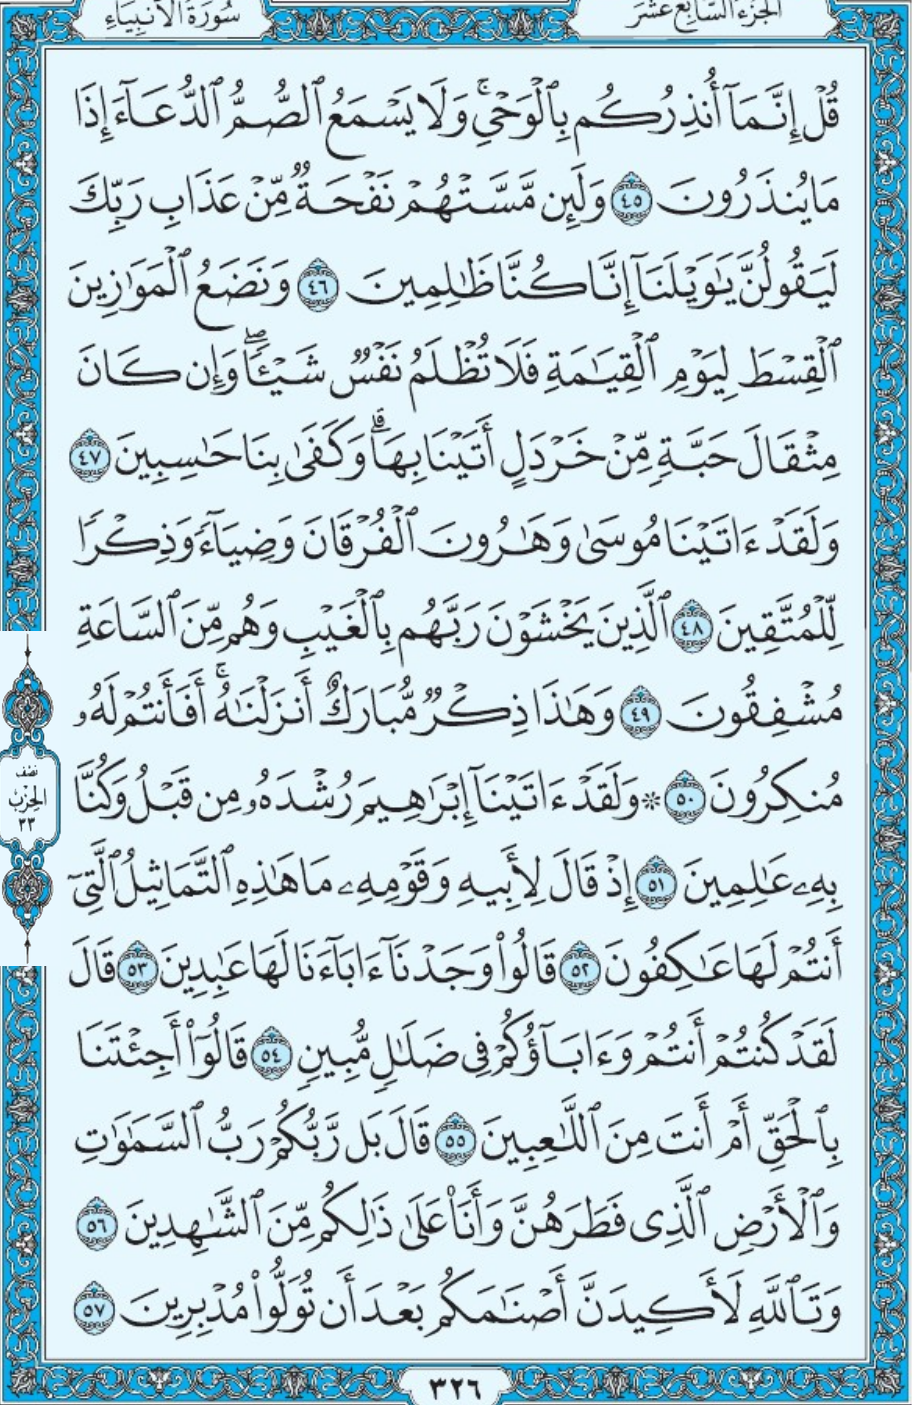 الجزء السابع عشر
سُورَةُ الأَنبِيَاءِ
قُلْ إِنَّمَآ أُنذِرُكُم بِٱلْوَحْيِۚ وَلَا يَسْمَعُ ٱلصُّمُّ ٱلدُّعَآءَ إِذَا
مَا يُنذَرُونَ ٤٥ وَلَئِن مَّسَّتْهُمْ نَفْحَةٌ مِّنْ عَذَابِ رَبِّكَ
لَيَقُولُنَّ يَٰوَيْلَنَآ إِنَّا كُنَّا ظَٰلِمِينَ ٤٦ وَنَضَعُ ٱلْمَوَٰزِينَ
ٱلْقِسْطَ لِيَوْمِ ٱلْقِيَٰمَةِ فَلَا تُظْلَمُ نَفْسٌ شَيْـًٔاۖ وَإِن كَانَ
مِثْقَالَ حَبَّةٍ مِّنْ خَرْدَلٍ أَتَيْنَا بِهَاۗ وَكَفَىٰ بِنَا حَٰسِبِينَ ٤٧
وَلَقَدْ ءَاتَيْنَا مُوسَىٰ وَهَٰرُونَ ٱلْفُرْقَانَ وَضِيَآءً وَذِكْرًا
لِّلْمُتَّقِينَ ٤٨ ٱلَّذِينَ يَخْشَوْنَ رَبَّهُم بِٱلْغَيْبِ وَهُم مِّنَ ٱلسَّاعَةِ
مُشْفِقُونَ ٤٩ وَهَٰذَا ذِكْرٌ مُّبَارَكٌ أَنزَلْنَٰهُۚ أَفَأَنتُمْ لَهُۥ
مُنكِرُونَ ٥٠ * وَلَقَدْ ءَاتَيْنَآ إِبْرَٰهِيمَ رُشْدَهُۥ مِن قَبْلُ وَكُنَّا
بِهِۦ عَٰلِمِينَ ٥١ إِذْ قَالَ لِأَبِيهِ وَقَوْمِهِۦ مَا هَٰذِهِ ٱلتَّمَاثِيلُ ٱلَّتِىٓ
أَنتُمْ لَهَا عَٰكِفُونَ ٥٢ قَالُوا۟ وَجَدْنَآ ءَابَآءَنَا لَهَا عَٰبِدِينَ ٥٣ قَالَ
لَقَدْ كُنتُمْ أَنتُمْ وَءَابَآؤُكُمْ فِى ضَلَٰلٍ مُّبِينٍ ٥٤ قَالُوٓا۟ أَجِئْتَنَا
بِٱلْحَقِّ أَمْ أَنتَ مِنَ ٱللَّٰعِبِينَ ٥٥ قَالَ بَل رَّبُّكُمْ رَبُّ ٱلسَّمَٰوَٰتِ
وَٱلْأَرْضِ ٱلَّذِى فَطَرَهُنَّ وَأَنَا۠ عَلَىٰ ذَٰلِكُم مِّنَ ٱلشَّٰهِدِينَ ٥٦
وَتَٱللَّهِ لَأَكِيدَنَّ أَصْنَٰمَكُم بَعْدَ أَن تُوَلُّوا۟ مُدْبِرِينَ ٥٧
نصف
الحزب
٣٣
٣٢٦